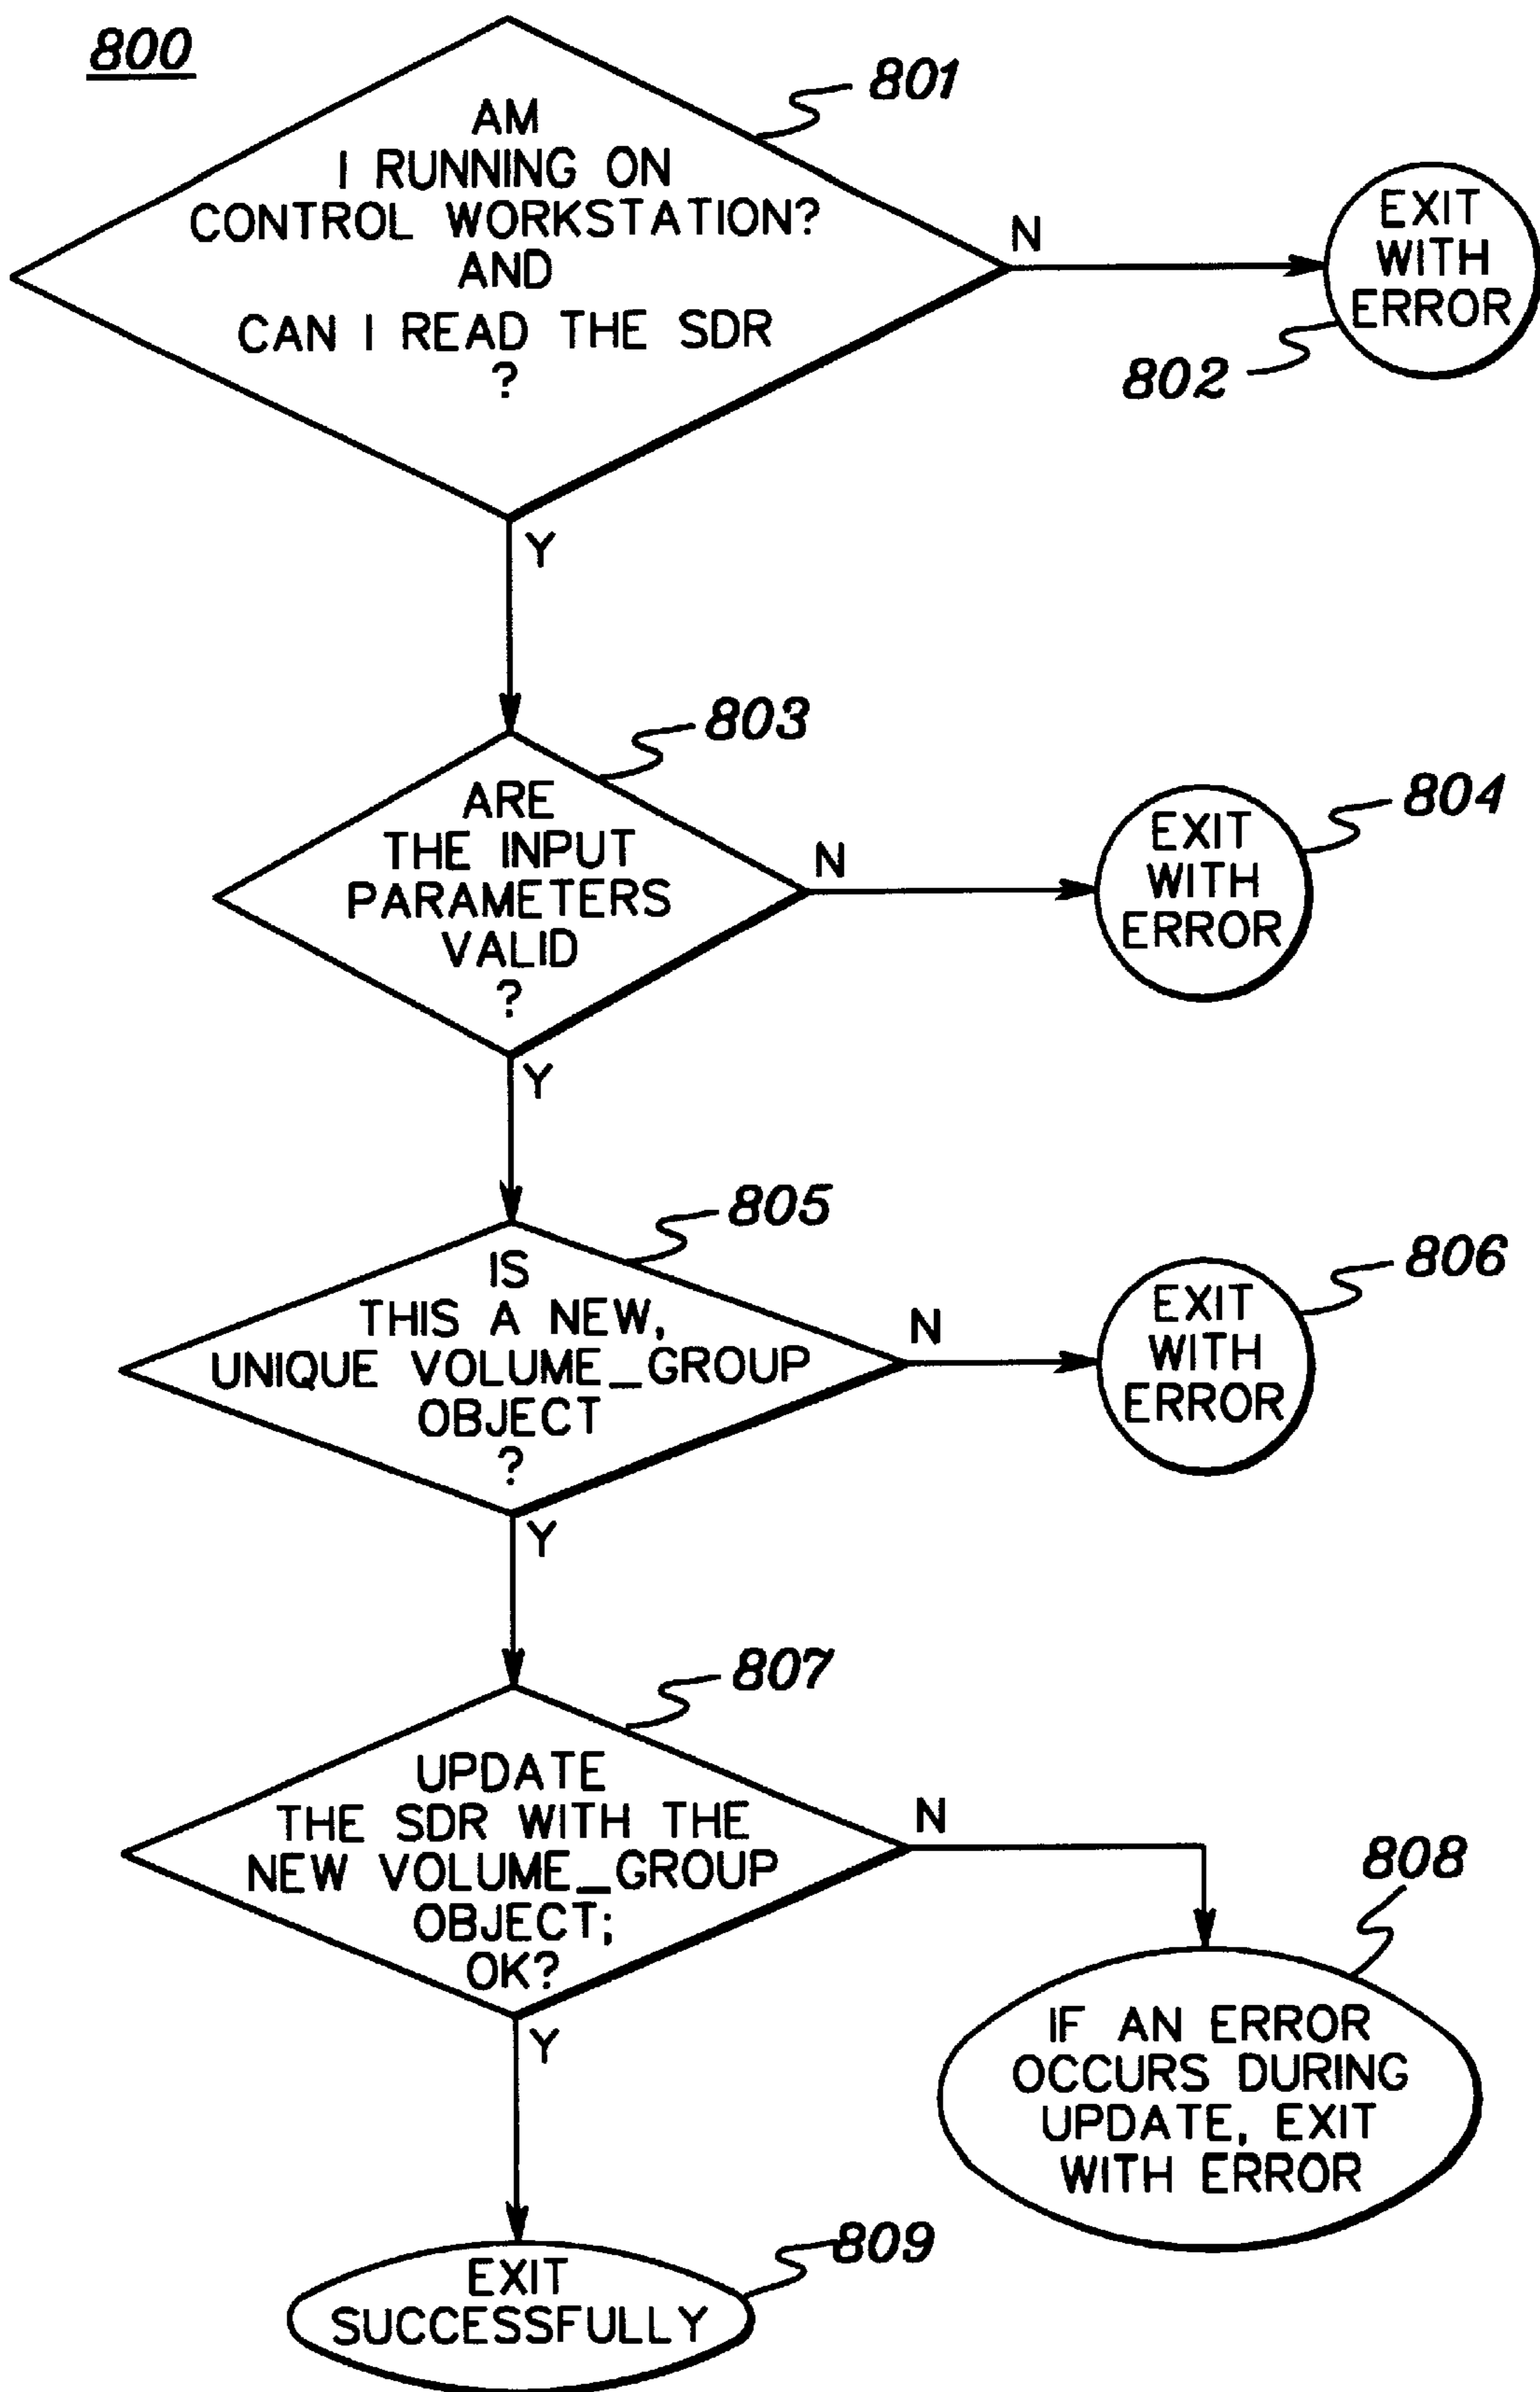 800
801
AM
I RUNNING ON
CONTROL WORKSTATION?
AND
CAN I READ THE SDR
?
N
EXIT
WITH
ERROR
802
Y
803
ARE
THE INPUT
PARAMETERS
VALID
?
N
804
EXIT
WITH
ERROR
Y
805
IS
THIS A NEW,
UNIQUE VOLUME_GROUP
OBJECT
?
N
806
EXIT
WITH
ERROR
Y
807
UPDATE
THE SDR WITH THE
NEW VOLUME_GROUP
OBJECT;
OK?
N
808
IF AN ERROR
OCCURS DURING
UPDATE, EXIT
WITH ERROR
Y
809
EXIT
SUCCESSFULLY